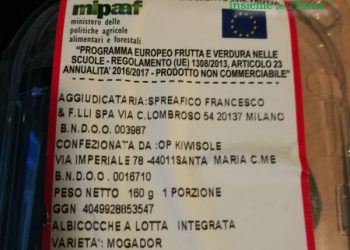 mipaaf
ministero delle
politiche agricole
alimentari e forestali
Insieme
"PROGRAMMA EUROPEO FRUTTA E VERDURA NELLE
SCUOLE - REGOLAMENTO (UE) 1308/2013, ARTICOLO 23
ANNUALITA' 2016/2017 - PRODOTTO NON COMMERCIABILE"
AGGIUDICATARIA:SPREAFICO FRANCESCO
& F.LLI SPA VIA C.LOMBROSO 54 20137 MILANO
B.N.D.O.O. 003987
CONFEZIONATA DA:OP KIWISOLE
VIA IMPERIALE 78 -44011SANTA MARIA C.ME
B.N.D.O.O. 0016710
PESO NETTO 160 g 1 PORZIONE
GGN 4049928853547
ALBICOCCHE A LOTTA INTEGRATA
VARIETA': MOGADOR